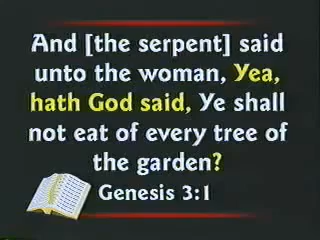 And [the serpent] said
unto the woman, Yea,
hath God said, Ye shall
not eat of every tree of
the garden?
Genesis 3:1